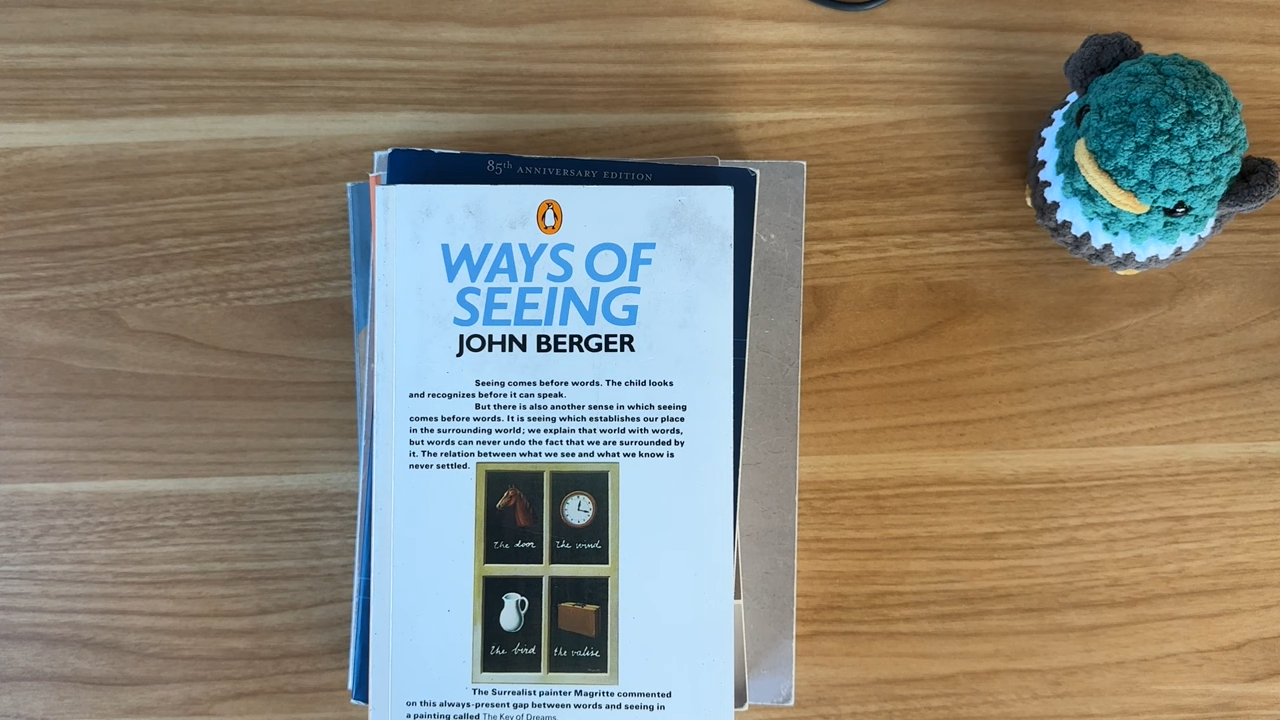 85th ANNIVERSARY EDITION
WAYS OF
SEEING
JOHN BERGER
Seeing comes before words. The child looks
and recognizes before it can speak.
But there is also another sense in which seeing
comes before words. It is seeing which establishes our place
in the surrounding world; we explain that world with words,
but words can never undo the fact that we are surrounded by
it. The relation between what we see and what we know is
never settled.
the door
the wind
the bird
the valise
The Surrealist painter Magritte commented
on this always-present gap between words and seeing in
a painting called The Key of Dreams.